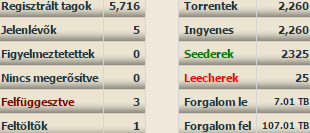 Regisztrált tagok 5,716
Jelenlévők 5
Figyelmeztetettek 0
Nincs megerősítve 0
Felfüggesztve 3
Feltöltők 1
Torrentek 2,260
Ingyenes 2,260
Seederek 2325
Leecherek 25
Forgalom le 7.01 TB
Forgalom fel 107.01 TB